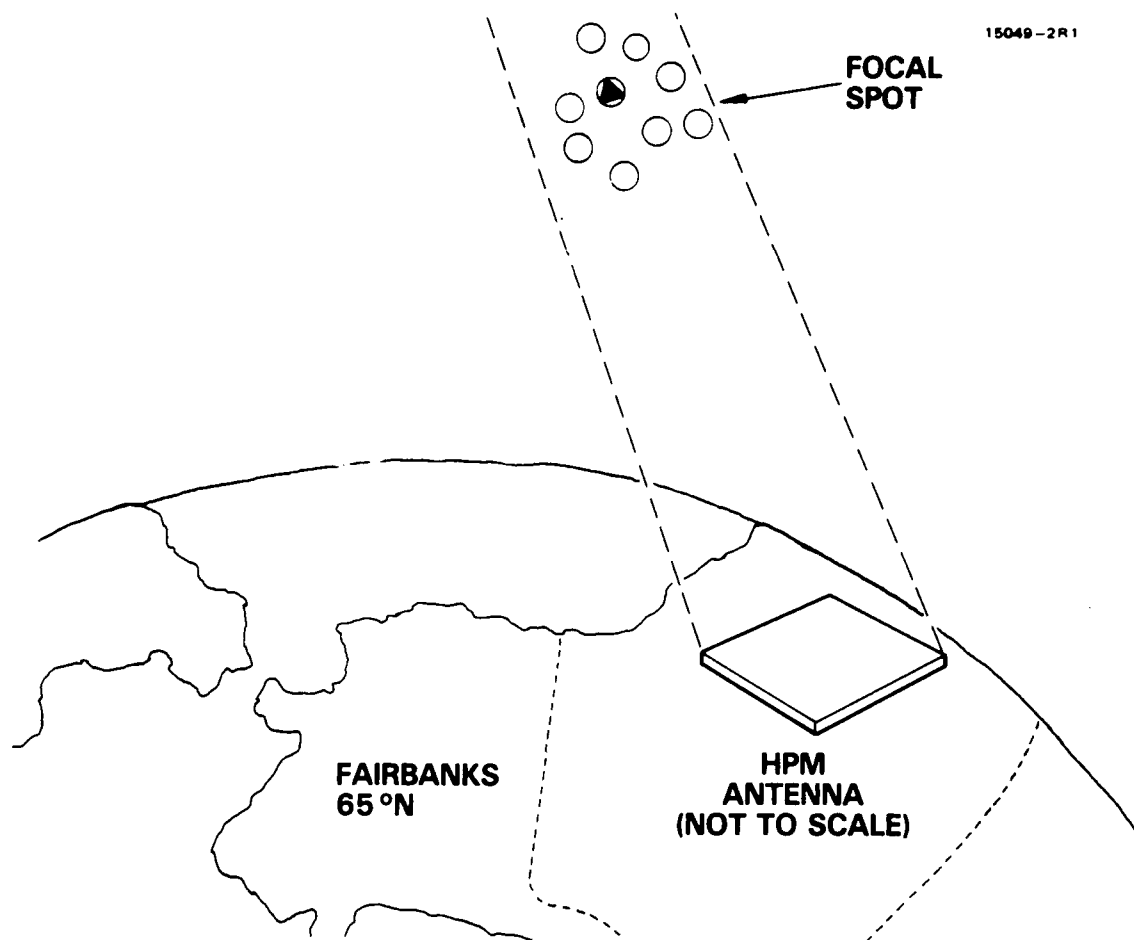 15049-2R1
FOCAL
SPOT
FAIRBANKS
65 °N
HPM
ANTENNA
(NOT TO SCALE)